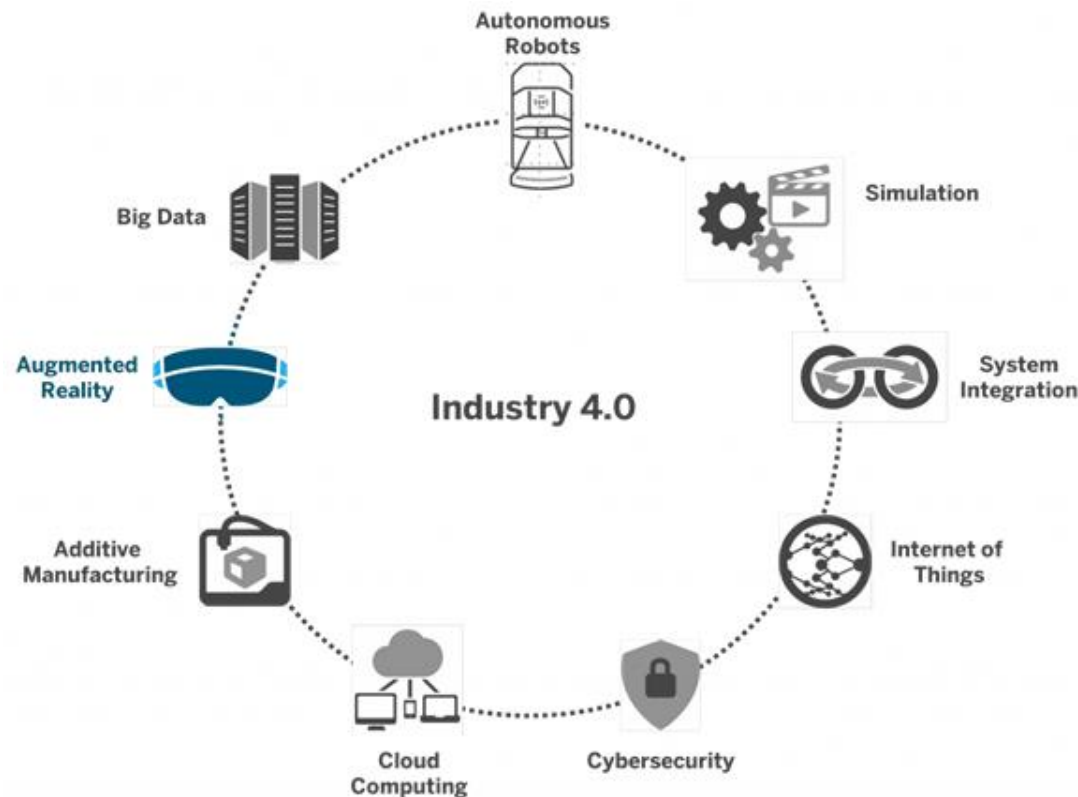 Autonomous
Robots
Simulation
Big Data
System
Integration
Augmented
Reality
Industry 4.0
Internet of
Things
Additive
Manufacturing
Cybersecurity
Cloud
Computing